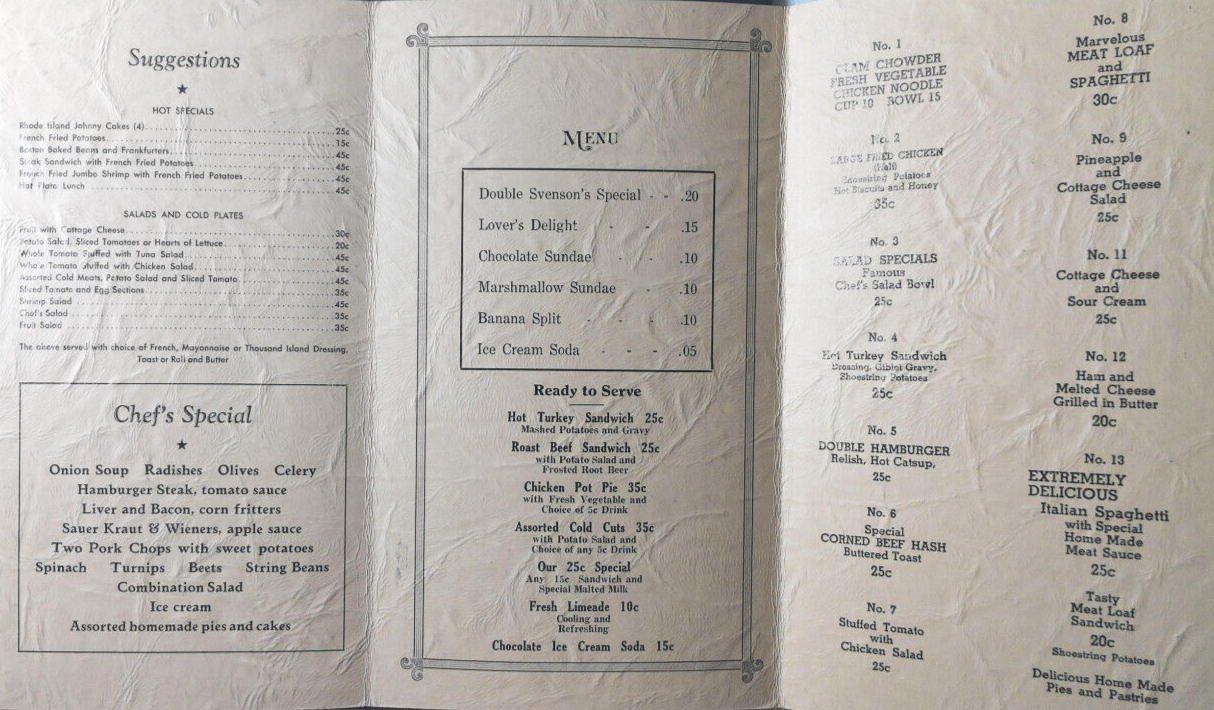 Suggestions
HOT SPECIALS
Rhode Island Johnny Cakes (4) 25c
French Fried Potatoes 15c
Boston Baked Beans and Frankfurters 45c
Steak Sandwich with French Fried Potatoes 45c
French Fried Jumbo Shrimp with French Fried Potatoes 45c
Hot Plate Lunch 45c
SALADS AND COLD PLATES
Fruit with Cottage Cheese 30c
Potato Salad, Sliced Tomatoes or Hearts of Lettuce 20c
Whole Tomato Stuffed with Tuna Salad 45c
Whole Tomato Stuffed with Chicken Salad 45c
Assorted Cold Meats, Potato Salad and Sliced Tomato 45c
Sliced Tomato and Egg Sections 35c
Shrimp Salad 45c
Chef's Salad 35c
Fruit Salad 35c
The above served with choice of French, Mayonnaise or Thousand Island Dressing,
Toast or Roll and Butter
Chef's Special
Onion Soup Radishes Olives Celery
Hamburger Steak, tomato sauce
Liver and Bacon, corn fritters
Sauer Kraut & Wieners, apple sauce
Two Pork Chops with sweet potatoes
Spinach Turnips Beets String Beans
Combination Salad
Ice cream
Assorted homemade pies and cakes
MENU
Double Svenson's Special - - .20
Lover's Delight - - .15
Chocolate Sundae - .10
Marshmallow Sundae - .10
Banana Split - - - .10
Ice Cream Soda - - - .05
Ready to Serve
Hot Turkey Sandwich 25c
Mashed Potatoes and Gravy
Roast Beef Sandwich 25c
with Potato Salad and
Frosted Root Beer
Chicken Pot Pie 35c
with Fresh Vegetable and
Choice of 5c Drink
Assorted Cold Cuts 35c
with Potato Salad and
Choice of any 5c Drink
Our 25c Special
Any 15c Sandwich and
Special Malted Milk
Fresh Limeade 10c
Cooling and
Refreshing
Chocolate Ice Cream Soda 15c
No. 1
CLAM CHOWDER
FRESH VEGETABLE
CHICKEN NOODLE
CUP 10 BOWL 15
No. 2
LARGE FRIED CHICKEN
(Half)
Shoestring Potatoes
Hot Biscuits and Honey
35c
No. 3
SALAD SPECIALS
Famous
Chef's Salad Bowl
25c
No. 4
Hot Turkey Sandwich
Dressing, Giblet Gravy,
Shoestring Potatoes
25c
No. 5
DOUBLE HAMBURGER
Relish, Hot Catsup,
25c
No. 6
Special
CORNED BEEF HASH
Buttered Toast
25c
No. 7
Stuffed Tomato
with
Chicken Salad
25c
No. 8
Marvelous
MEAT LOAF
and
SPAGHETTI
30c
No. 9
Pineapple
and
Cottage Cheese
Salad
25c
No. 11
Cottage Cheese
and
Sour Cream
25c
No. 12
Ham and
Melted Cheese
Grilled in Butter
20c
No. 13
EXTREMELY
DELICIOUS
Italian Spaghetti
with Special
Home Made
Meat Sauce
25c
Tasty
Meat Loaf
Sandwich
20c
Shoestring Potatoes
Delicious Home Made
Pies and Pastries